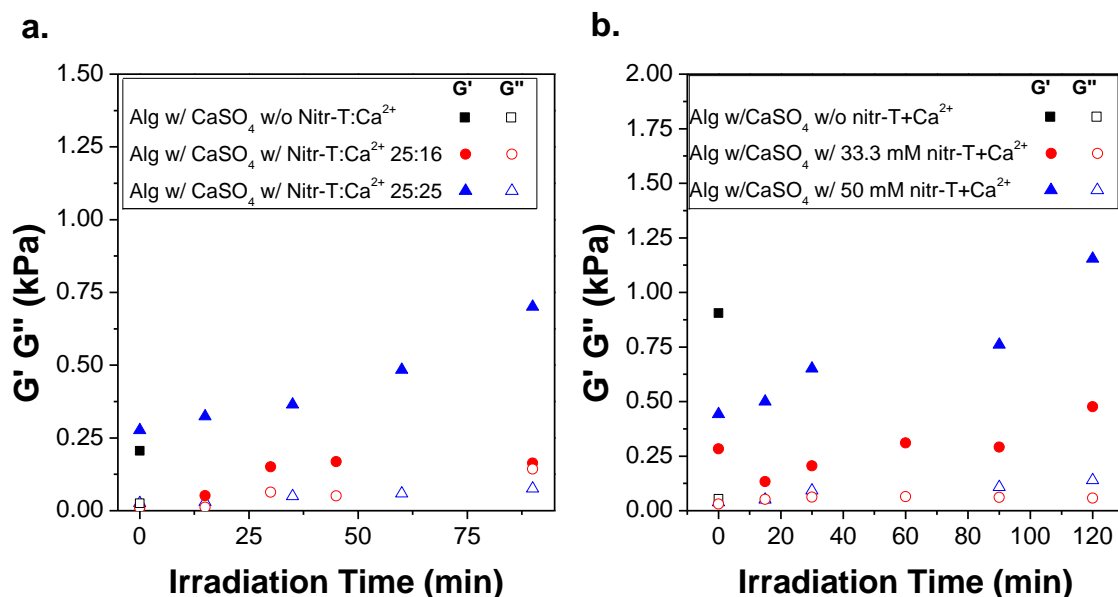 a.
G' G"
Alg w/ CaSO4 w/o Nitr-T:Ca2+
Alg w/ CaSO4 w/ Nitr-T:Ca2+ 25:16
Alg w/ CaSO4 w/ Nitr-T:Ca2+ 25:25
1.50
1.25
1.00
0.75
0.50
0.25
0.00
G' G" (kPa)
0 25 50 75
Irradiation Time (min)
b.
G' G"
Alg w/CaSO4 w/o nitr-T+Ca2+
Alg w/CaSO4 w/ 33.3 mM nitr-T+Ca2+
Alg w/CaSO4 w/ 50 mM nitr-T+Ca2+
2.00
1.75
1.50
1.25
1.00
0.75
0.50
0.25
0.00
G' G" (kPa)
0 20 40 60 80 100 120
Irradiation Time (min)